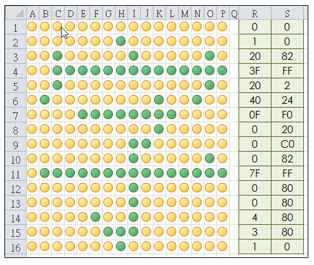 A B C D E F G H I J K L M N O P Q R S
1 0 0
2 1 0
3 20 82
4 3F FF
5 20 2
6 40 24
7 0F F0
8 0 20
9 0 C0
10 0 82
11 7F FF
12 0 80
13 0 80
14 4 80
15 3 80
16 1 0